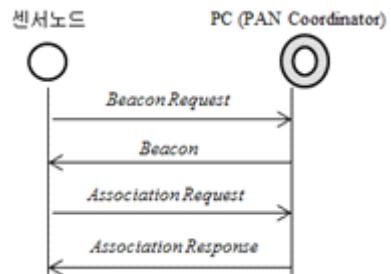 센서노드
PC (PAN Coordinator)
Beacon Request
Beacon
Association Request
Association Response